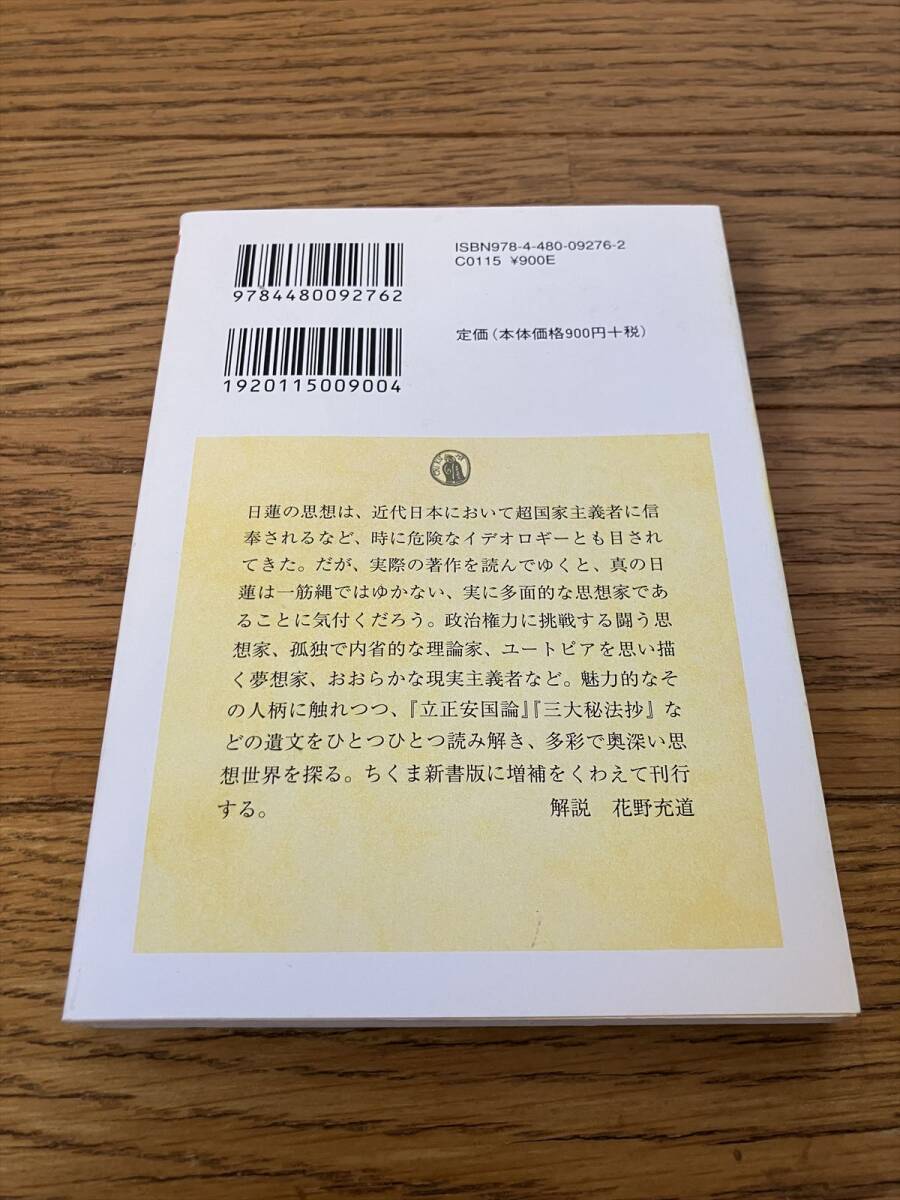 ISBN978-4-480-09276-2
C0115 ¥900E
9784480092762
定価(本体価格900円+税)
1920115009004
日蓮の思想は、近代日本において超国家主義者に信
奉されるなど、時に危険なイデオロギーとも目され
てきた。だが、実際の著作を読んでゆくと、真の日
蓮は一筋縄ではゆかない、実に多面的な思想家であ
ることに気付くだろう。政治権力に挑戦する闘う思
想家、孤独で内省的な理論家、ユートピアを思い描
く夢想家、おおらかな現実主義者など。魅力的なそ
の人柄に触れつつ、『立正安国論』『三大秘法抄』な
どの遺文をひとつひとつ読み解き、多彩で奥深い思
想世界を探る。ちくま新書版に増補をくわえて刊行
する。 解説 花野充道